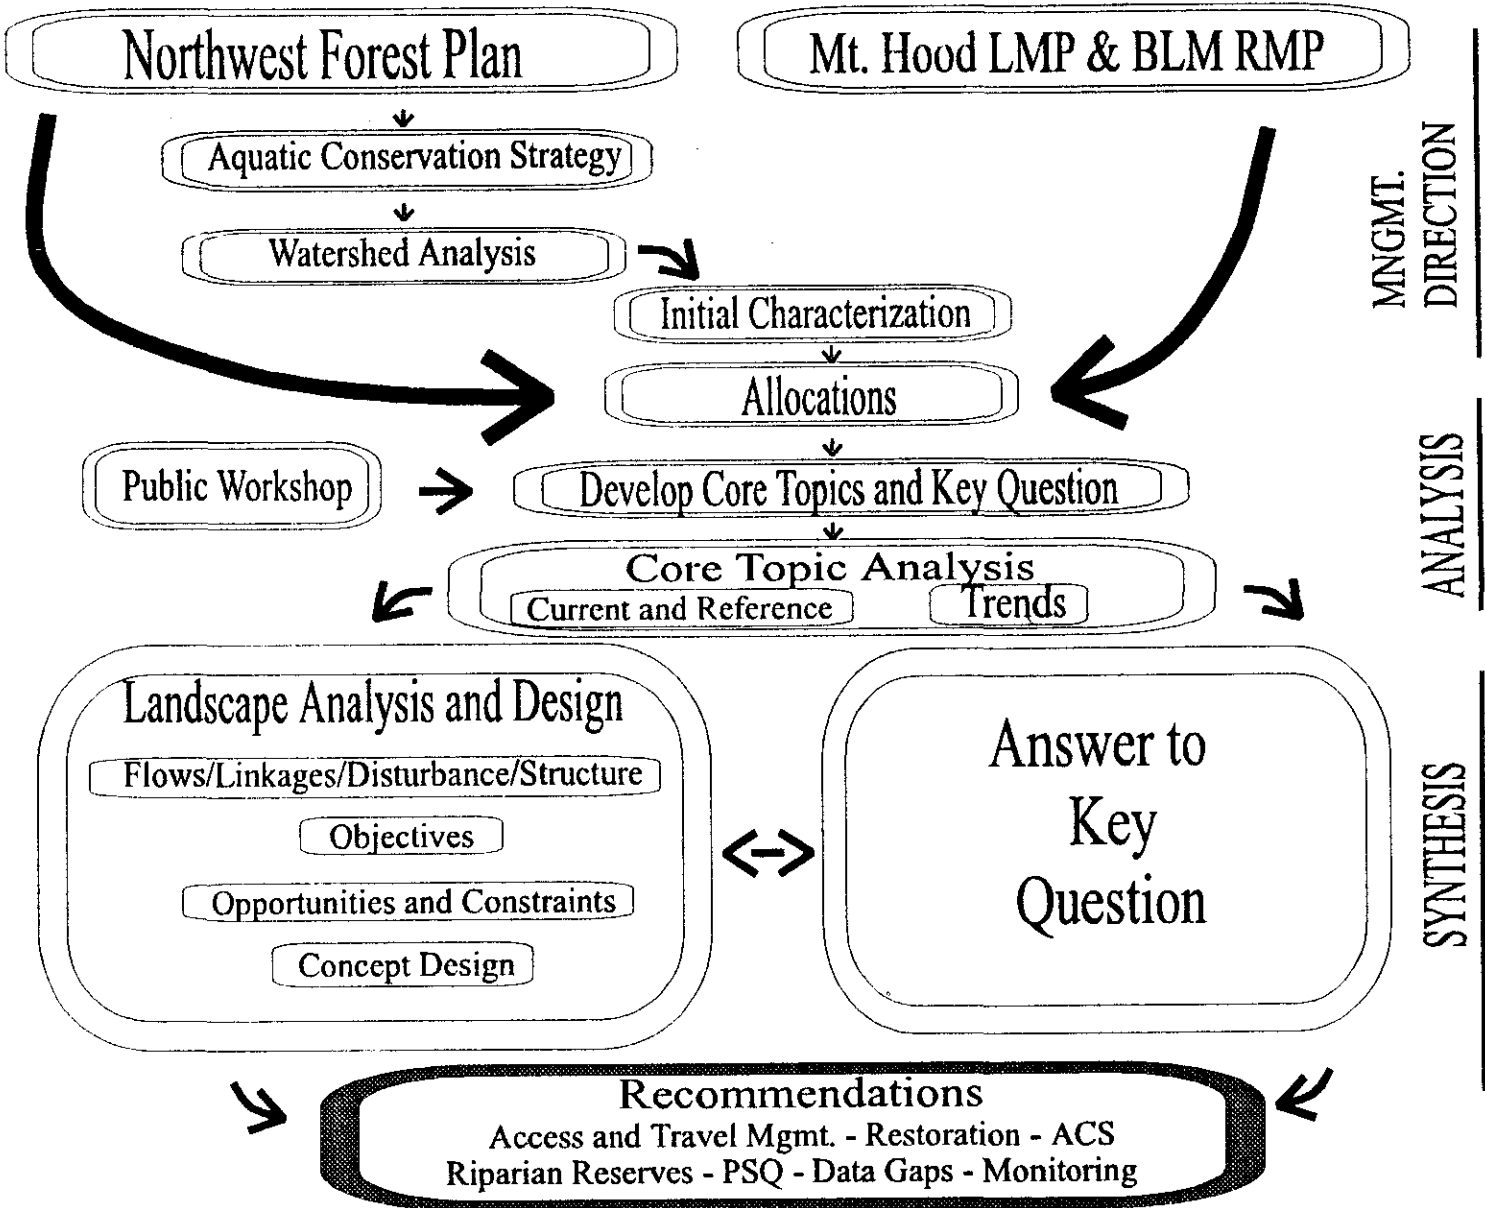 Northwest Forest Plan
Mt. Hood LMP & BLM RMP
Aquatic Conservation Strategy
Watershed Analysis
Initial Characterization
Allocations
MNGMT.
DIRECTION
Public Workshop
Develop Core Topics and Key Question
Core Topic Analysis
Current and Reference
Trends
ANALYSIS
Landscape Analysis and Design
Flows/Linkages/Disturbance/Structure
Objectives
Opportunities and Constraints
Concept Design
Answer to
Key
Question
SYNTHESIS
Recommendations
Access and Travel Mgmt. - Restoration - ACS
Riparian Reserves - PSQ - Data Gaps - Monitoring